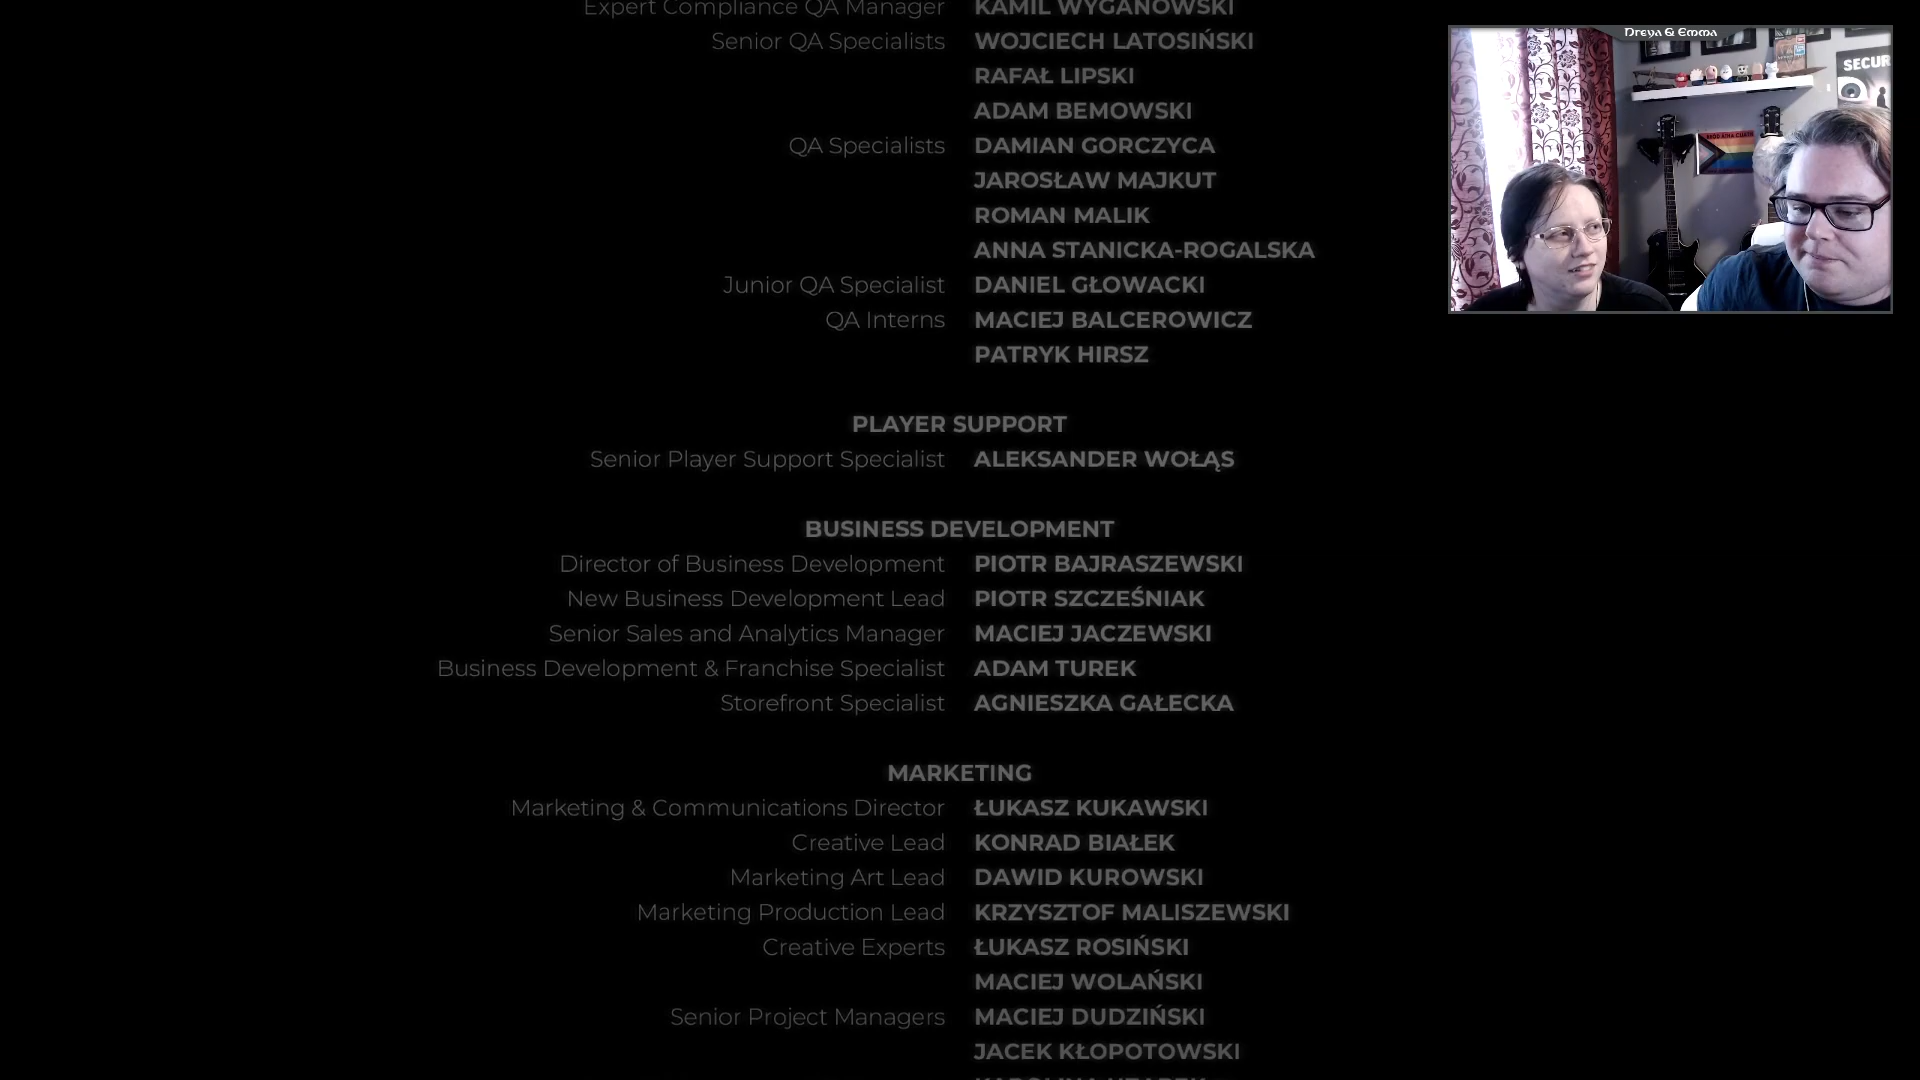 Expert Compliance QA Manager KAMIL WYGANOWSKI
Senior QA Specialists WOJCIECH LATOSIŃSKI
RAFAŁ LIPSKI
ADAM BEMOWSKI
QA Specialists DAMIAN GORCZYCA
JAROSŁAW MAJKUT
ROMAN MALIK
ANNA STANICKA-ROGALSKA
Junior QA Specialist DANIEL GŁOWACKI
QA Interns MACIEJ BALCEROWICZ
PATRYK HIRSZ
PLAYER SUPPORT
Senior Player Support Specialist ALEKSANDER WOŁĄS
BUSINESS DEVELOPMENT
Director of Business Development PIOTR BAJRASZEWSKI
New Business Development Lead PIOTR SZCZEŚNIAK
Senior Sales and Analytics Manager MACIEJ JACZEWSKI
Business Development & Franchise Specialist ADAM TUREK
Storefront Specialist AGNIESZKA GAŁECKA
MARKETING
Marketing & Communications Director ŁUKASZ KUKAWSKI
Creative Lead KONRAD BIAŁEK
Marketing Art Lead DAWID KUROWSKI
Marketing Production Lead KRZYSZTOF MALISZEWSKI
Creative Experts ŁUKASZ ROSIŃSKI
MACIEJ WOLAŃSKI
Senior Project Managers MACIEJ DUDZIŃSKI
JACEK KŁOPOTOWSKI
Dreya & Emma
SECUR